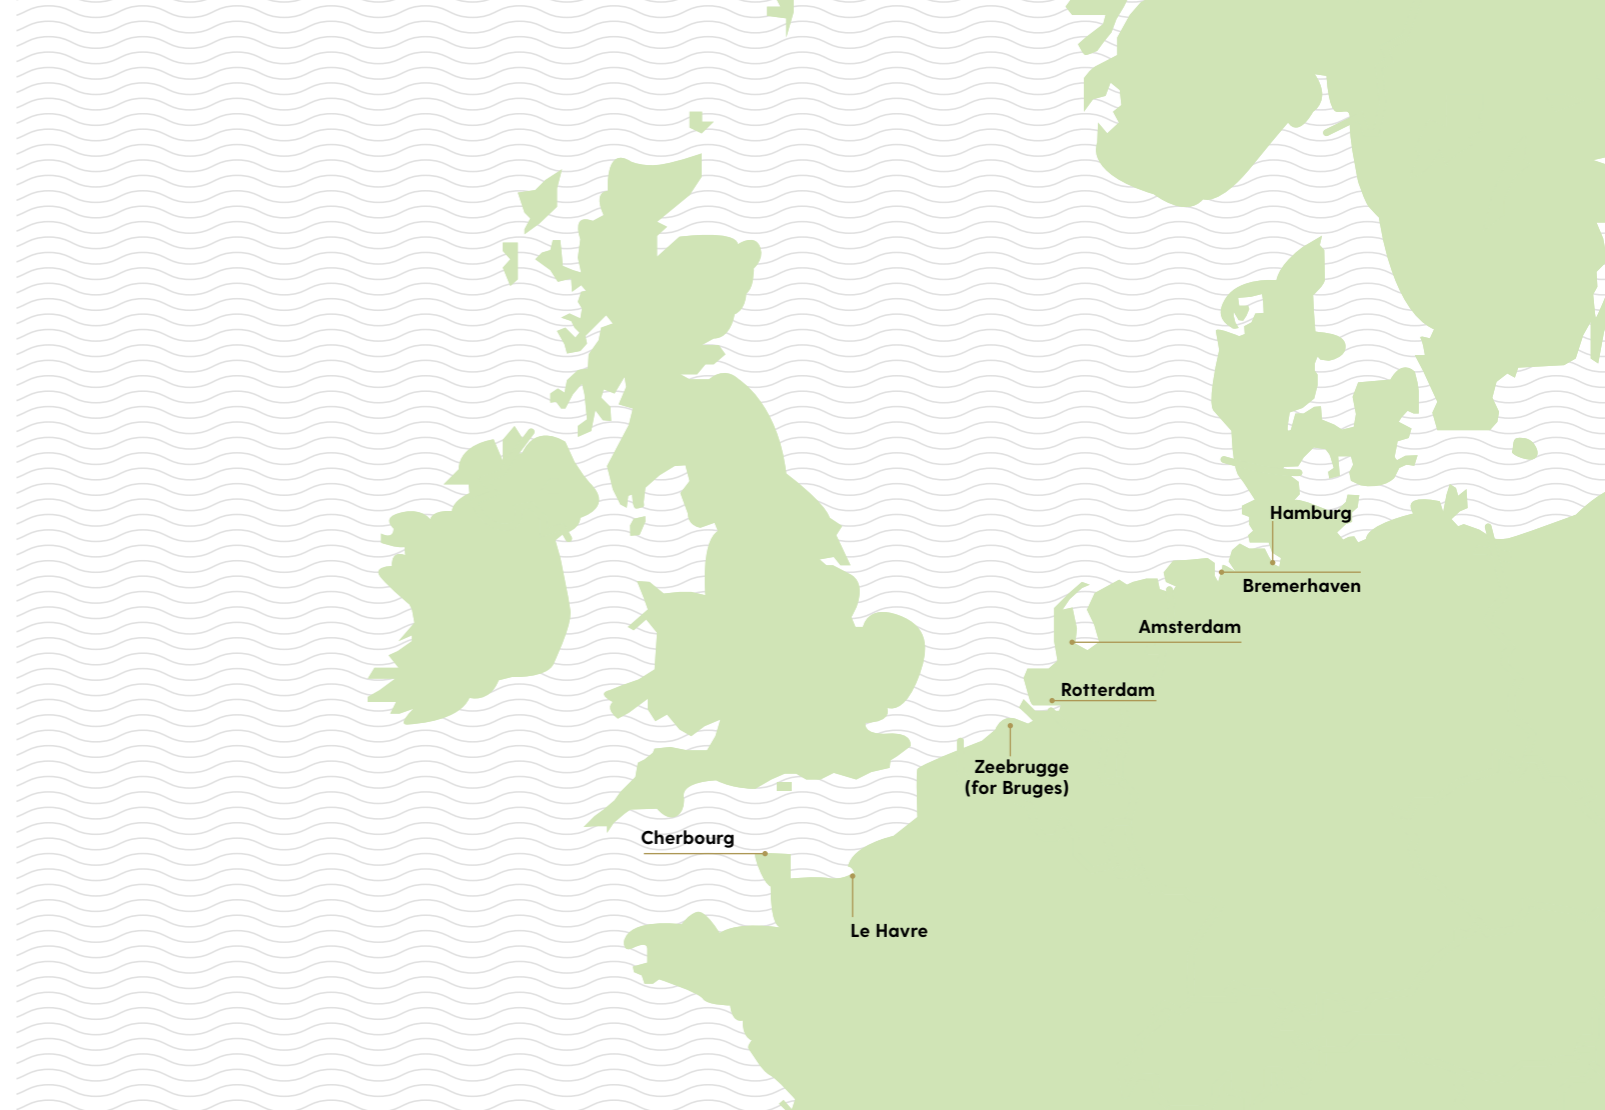 Hamburg
Bremerhaven
Amsterdam
Rotterdam
Zeebrugge
(for Bruges)
Cherbourg
Le Havre